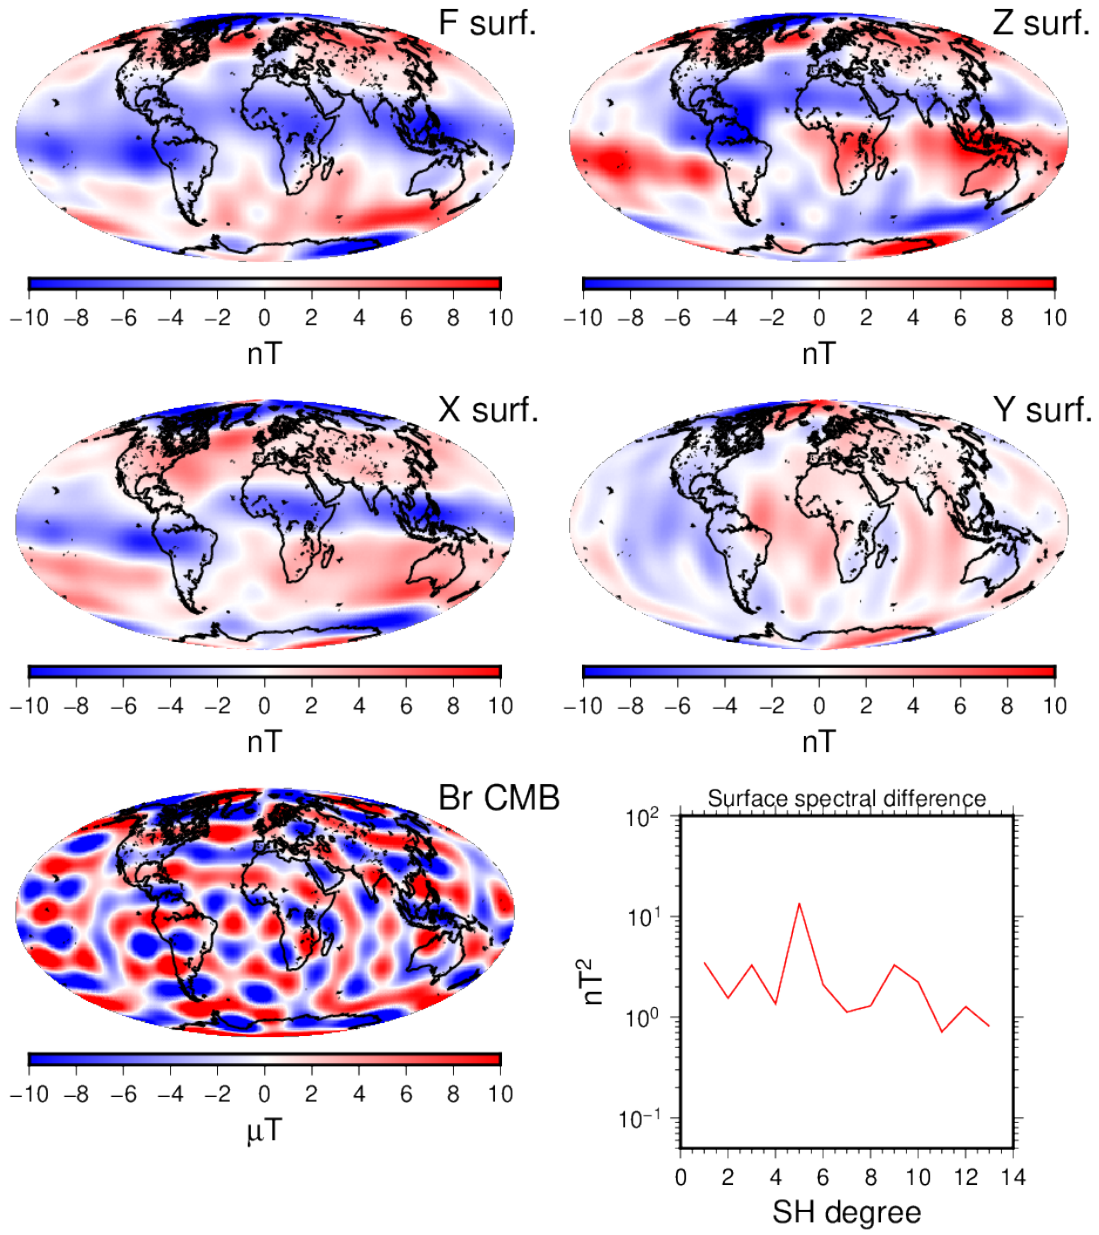 F surf.
Z surf.
−10 −8 −6 −4 −2 0 2 4 6 8 10
nT
−10 −8 −6 −4 −2 0 2 4 6 8 10
nT
X surf.
Y surf.
−10 −8 −6 −4 −2 0 2 4 6 8 10
nT
−10 −8 −6 −4 −2 0 2 4 6 8 10
nT
Br CMB
−10 −8 −6 −4 −2 0 2 4 6 8 10
μT
Surface spectral difference
10²
10¹
10⁰
10⁻¹
nT²
0 2 4 6 8 10 12 14
SH degree